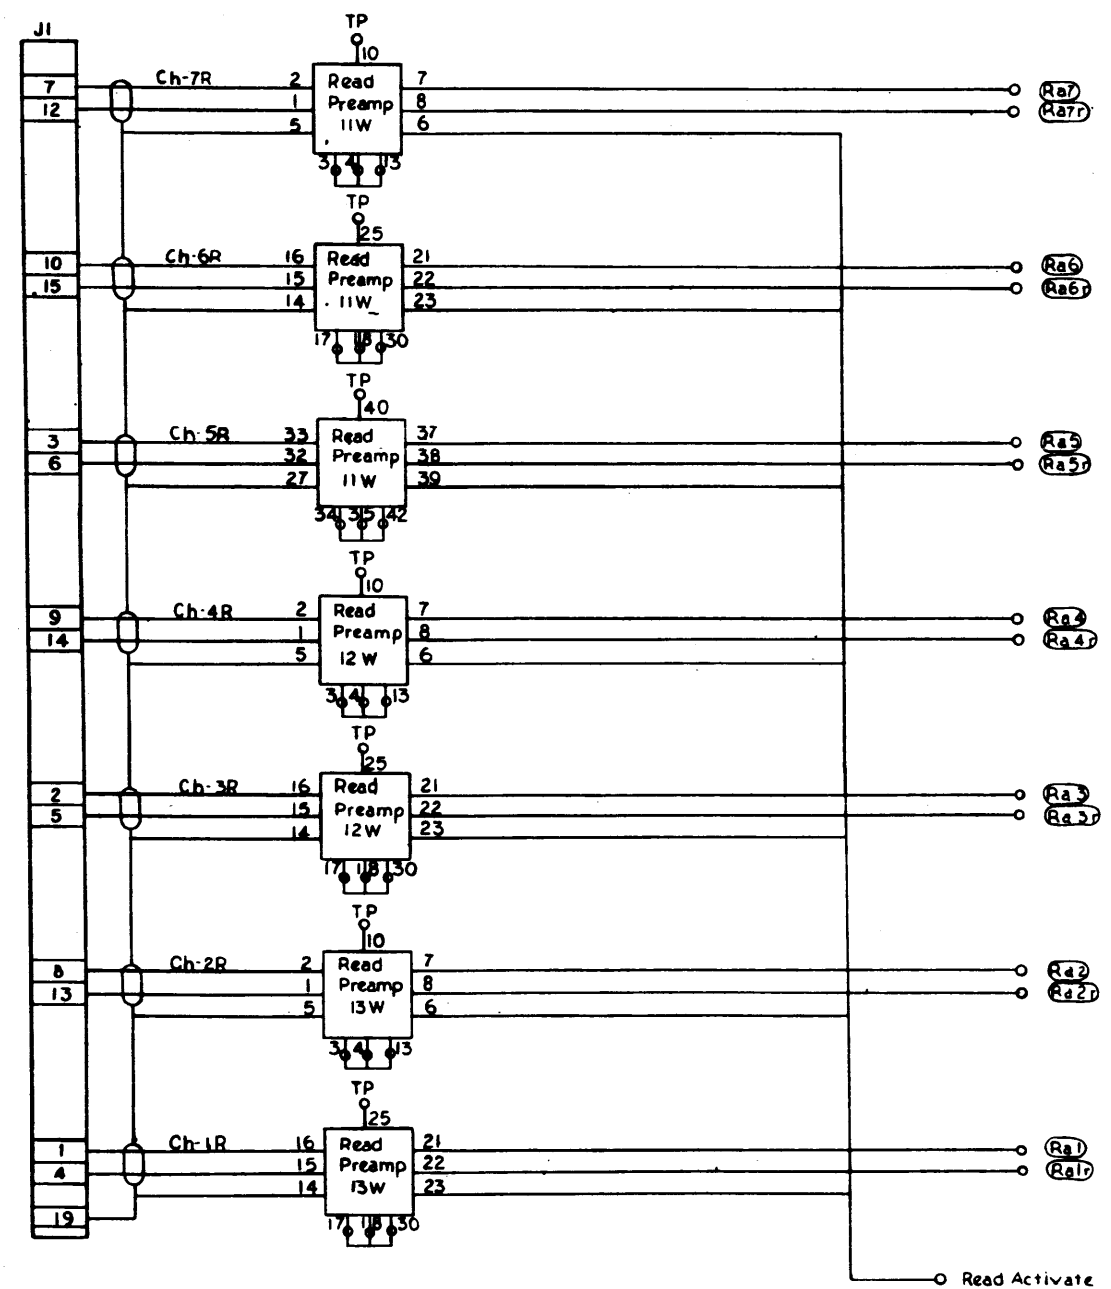 J1
TP
10
7 Ch-7R 2 Read 7 Ra7
12 1 Preamp 8 Ra7r
5 11W 6
3 4 13
TP
25
10 Ch-6R 16 Read 21 Ra6
15 15 Preamp 22 Ra6r
14 11W 23
17 18 30
TP
40
3 Ch-5R 33 Read 37 Ra5
6 32 Preamp 38 Ra5r
27 11W 39
34 35 42
TP
10
9 Ch-4R 2 Read 7 Ra4
14 1 Preamp 8 Ra4r
5 12W 6
3 4 13
TP
25
2 Ch-3R 16 Read 21 Ra3
5 15 Preamp 22 Ra3r
14 12W 23
17 18 30
TP
10
8 Ch-2R 2 Read 7 Ra2
13 1 Preamp 8 Ra2r
5 13W 6
3 4 13
TP
25
1 Ch-1R 16 Read 21 Ra1
4 15 Preamp 22 Ra1r
14 13W 23
19
17 18 30
Read Activate